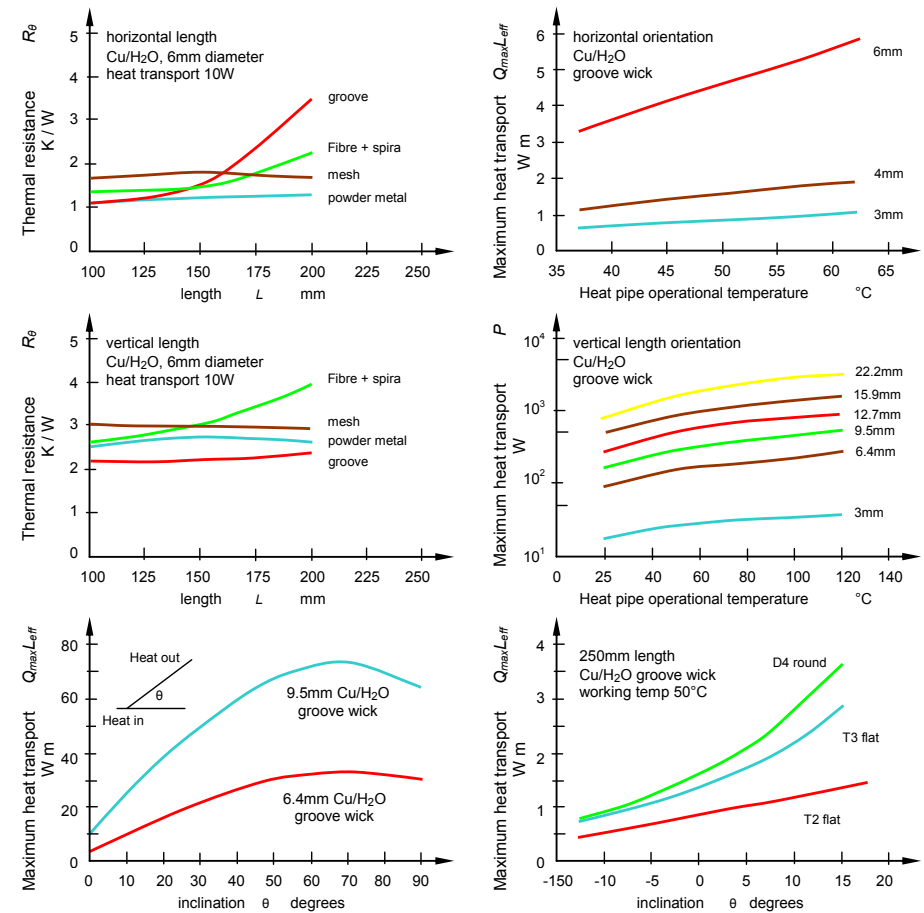 R_θ
Thermal resistance
K / W
5
4
3
2
1
0
horizontal length
Cu/H2O, 6mm diameter
heat transport 10W
groove
Fibre + spira
mesh
powder metal
100 125 150 175 200 225 250
length L mm
Q_maxL_eff
Maximum heat transport
W m
6
5
4
3
2
1
0
horizontal orientation
Cu/H2O
groove wick
6mm
4mm
3mm
35 40 45 50 55 60 65
Heat pipe operational temperature °C
R_θ
Thermal resistance
K / W
5
4
3
2
1
0
vertical length
Cu/H2O, 6mm diameter
heat transport 10W
Fibre + spira
mesh
powder metal
groove
100 125 150 175 200 225 250
length L mm
P
Maximum heat transport
W
10^4
10^3
10^2
10^1
vertical length orientation
Cu/H2O
groove wick
22.2mm
15.9mm
12.7mm
9.5mm
6.4mm
3mm
0 25 40 60 80 100 120 140
Heat pipe operational temperature °C
Q_maxL_eff
Maximum heat transport
W m
80
60
40
20
0
Heat out
θ
Heat in
9.5mm Cu/H2O
groove wick
6.4mm Cu/H2O
groove wick
0 10 20 30 40 50 60 70 80 90
inclination θ degrees
Q_maxL_eff
Maximum heat transport
W m
4
3
2
1
0
250mm length
Cu/H2O groove wick
working temp 50°C
D4 round
T3 flat
T2 flat
-150 -10 -5 0 5 10 15 20
inclination θ degrees